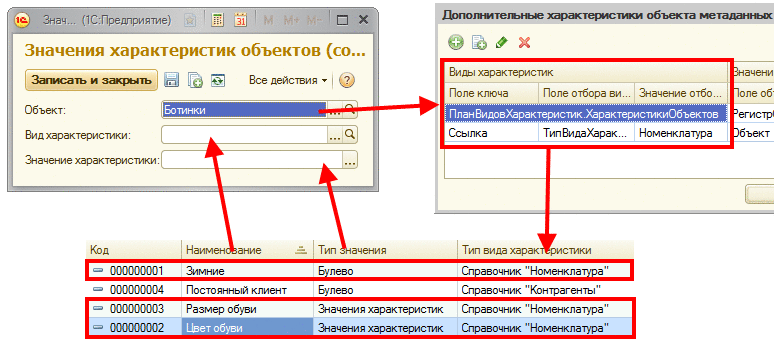 Знач... (1С:Предприятие)
M M+ M-
Значения характеристик объектов (со...
Записать и закрыть
Все действия
Объект:
Ботинки
Вид характеристики:
Значение характеристики:
Дополнительные характеристики объекта метаданных
Виды характеристик
Значени
Поле ключа Поле отбора ви... Значение отбо... Поле об
ПланВидовХарактеристик.ХарактеристикиОбъектов Регистр
Ссылка ТипВидаХарак... Номенклатура Объект
Код Наименование Тип значения Тип вида характеристики
000000001 Зимние Булево Справочник "Номенклатура"
000000004 Постоянный клиент Булево Справочник "Контрагенты"
000000003 Размер обуви Значения характеристик Справочник "Номенклатура"
000000002 Цвет обуви Значения характеристик Справочник "Номенклатура"